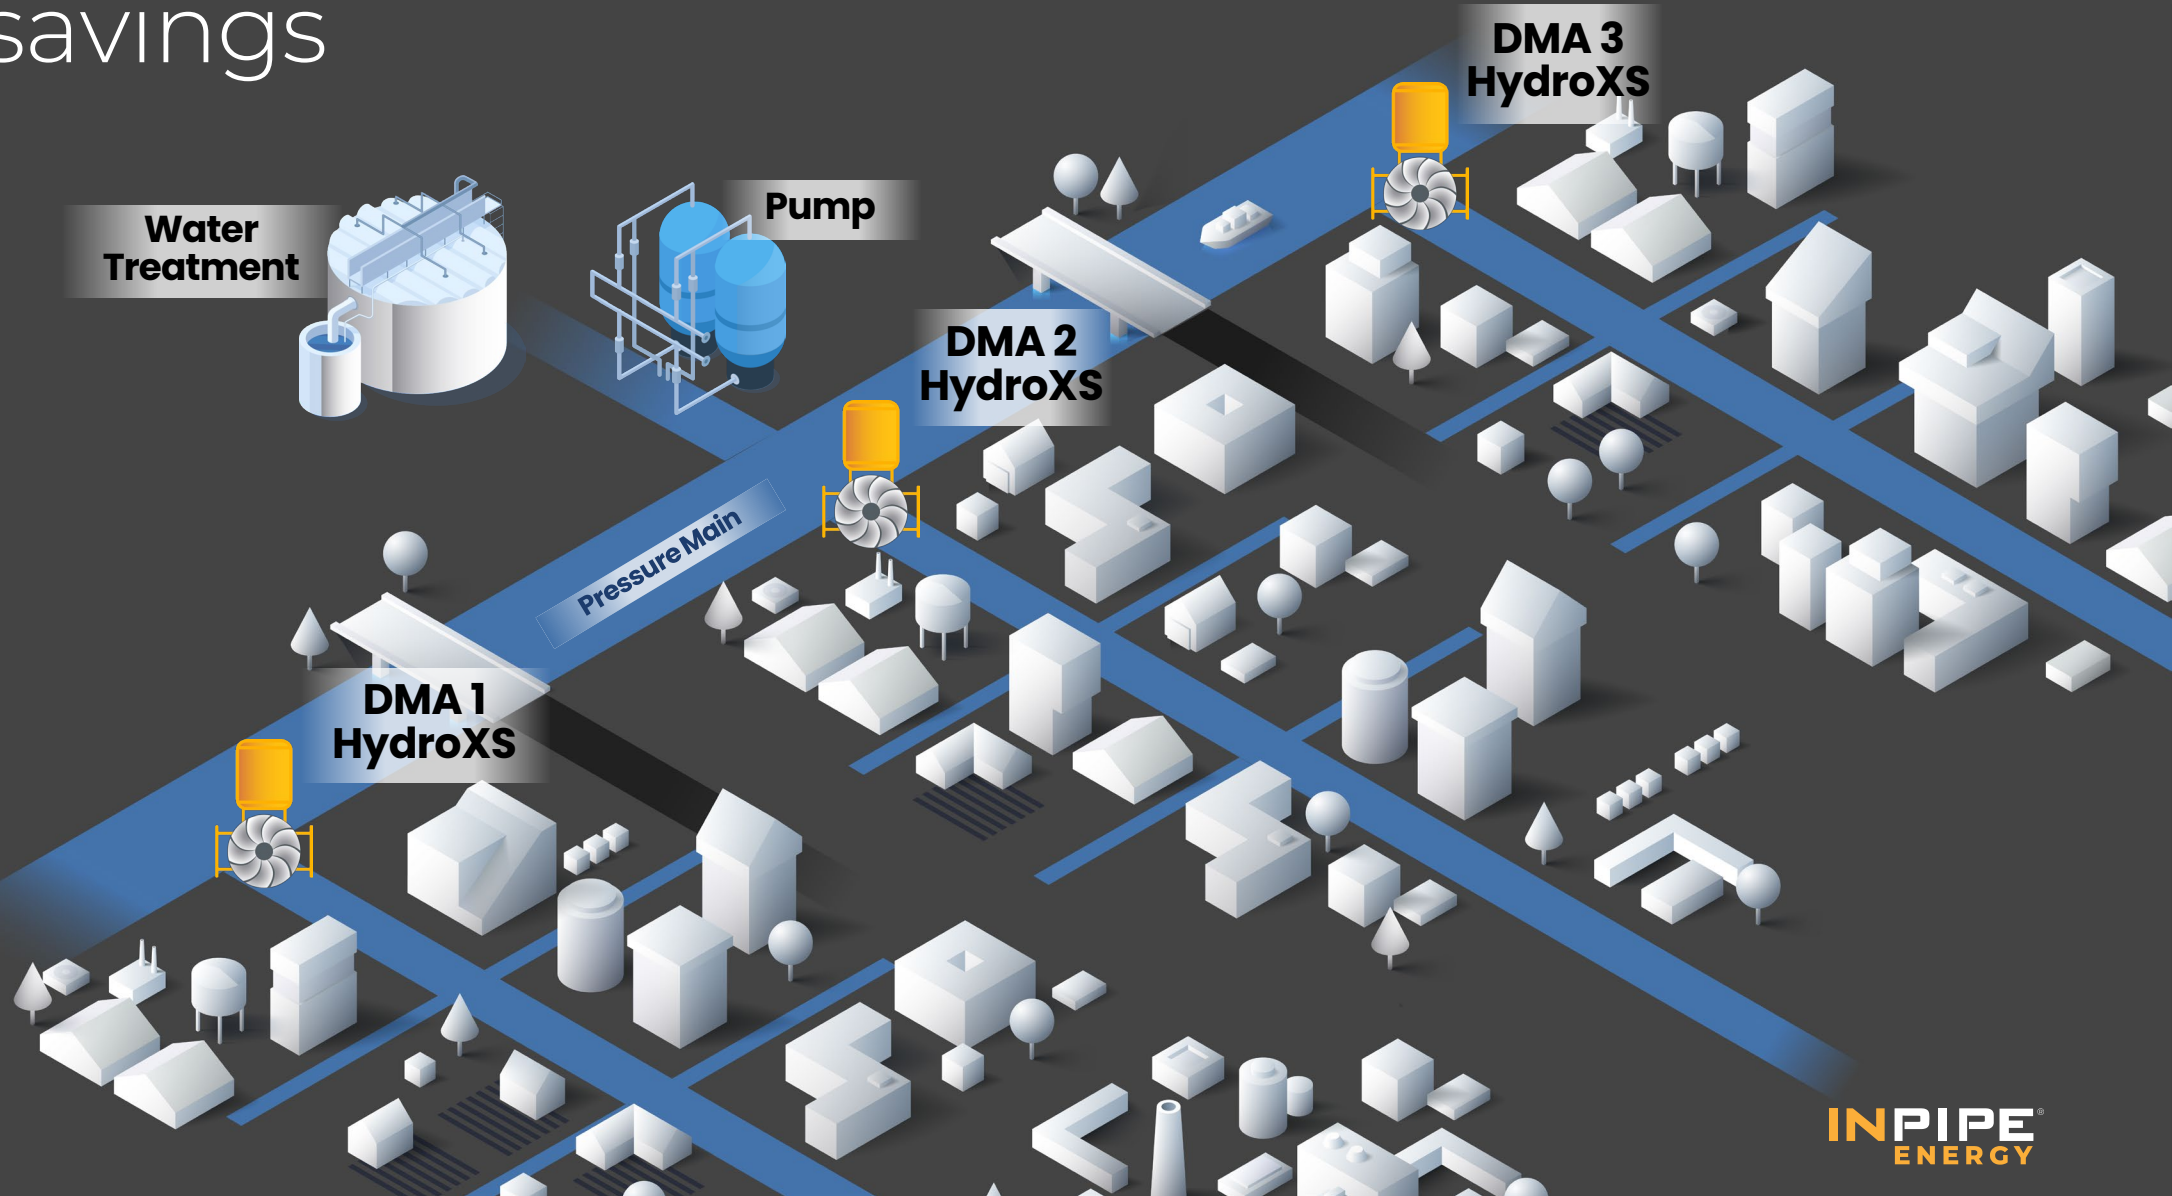 savings
DMA 3
HydroXS
Water
Treatment
Pump
DMA 2
HydroXS
Pressure Main
DMA 1
HydroXS
INPIPE®
ENERGY